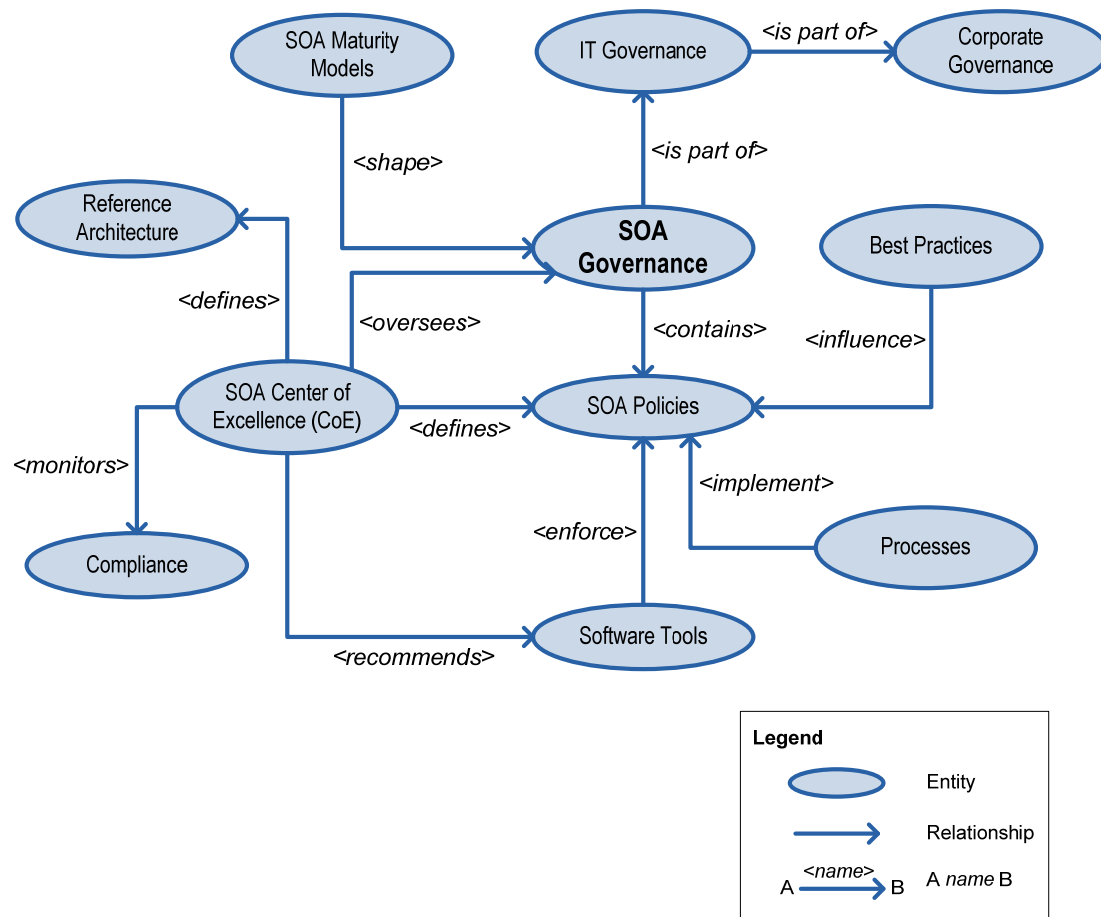 SOA Maturity
Models
IT Governance
<is part of>
Corporate
Governance
<shape>
<is part of>
Reference
Architecture
SOA
Governance
Best Practices
<defines>
<oversees>
<contains>
<influence>
SOA Center of
Excellence (CoE)
<defines>
SOA Policies
<monitors>
<implement>
<enforce>
Compliance
Processes
Software Tools
<recommends>
Legend
Entity
Relationship
<name>
A
B
A name B